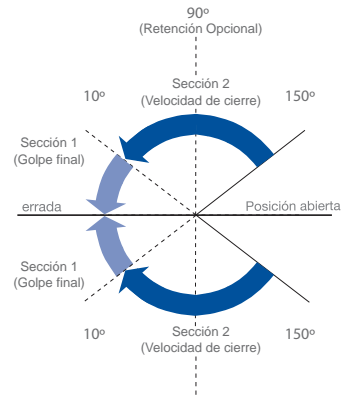 90º
(Retención Opcional)
10º
Sección 2
(Velocidad de cierre)
150º
Sección 1
(Golpe final)
errada
Posición abierta
Sección 1
(Golpe final)
10º
Sección 2
(Velocidad de cierre)
150º